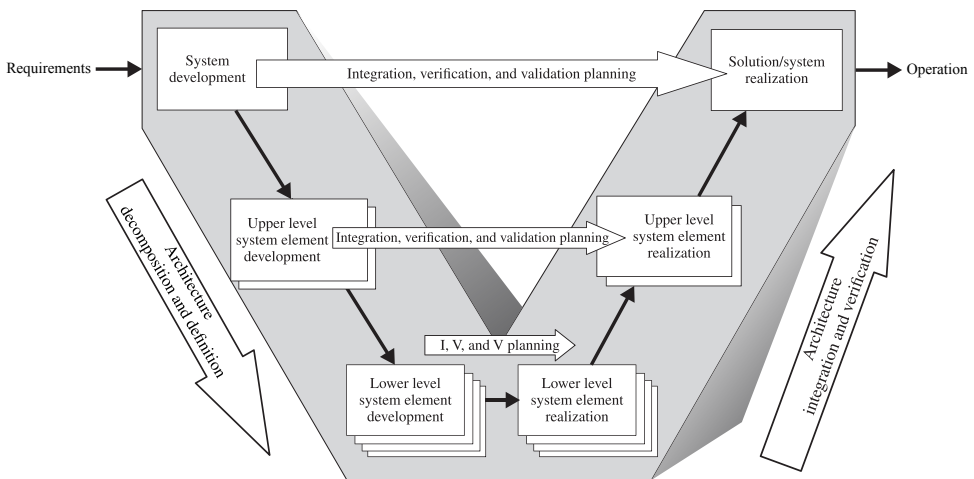 Requirements
System
development
Integration, verification, and validation planning
Solution/system
realization
Operation
Architecture
decomposition and definition
Upper level
system element
development
Integration, verification, and validation planning
Upper level
system element
realization
Architecture
integration and verification
I, V, and V planning
Lower level
system element
development
Lower level
system element
realization